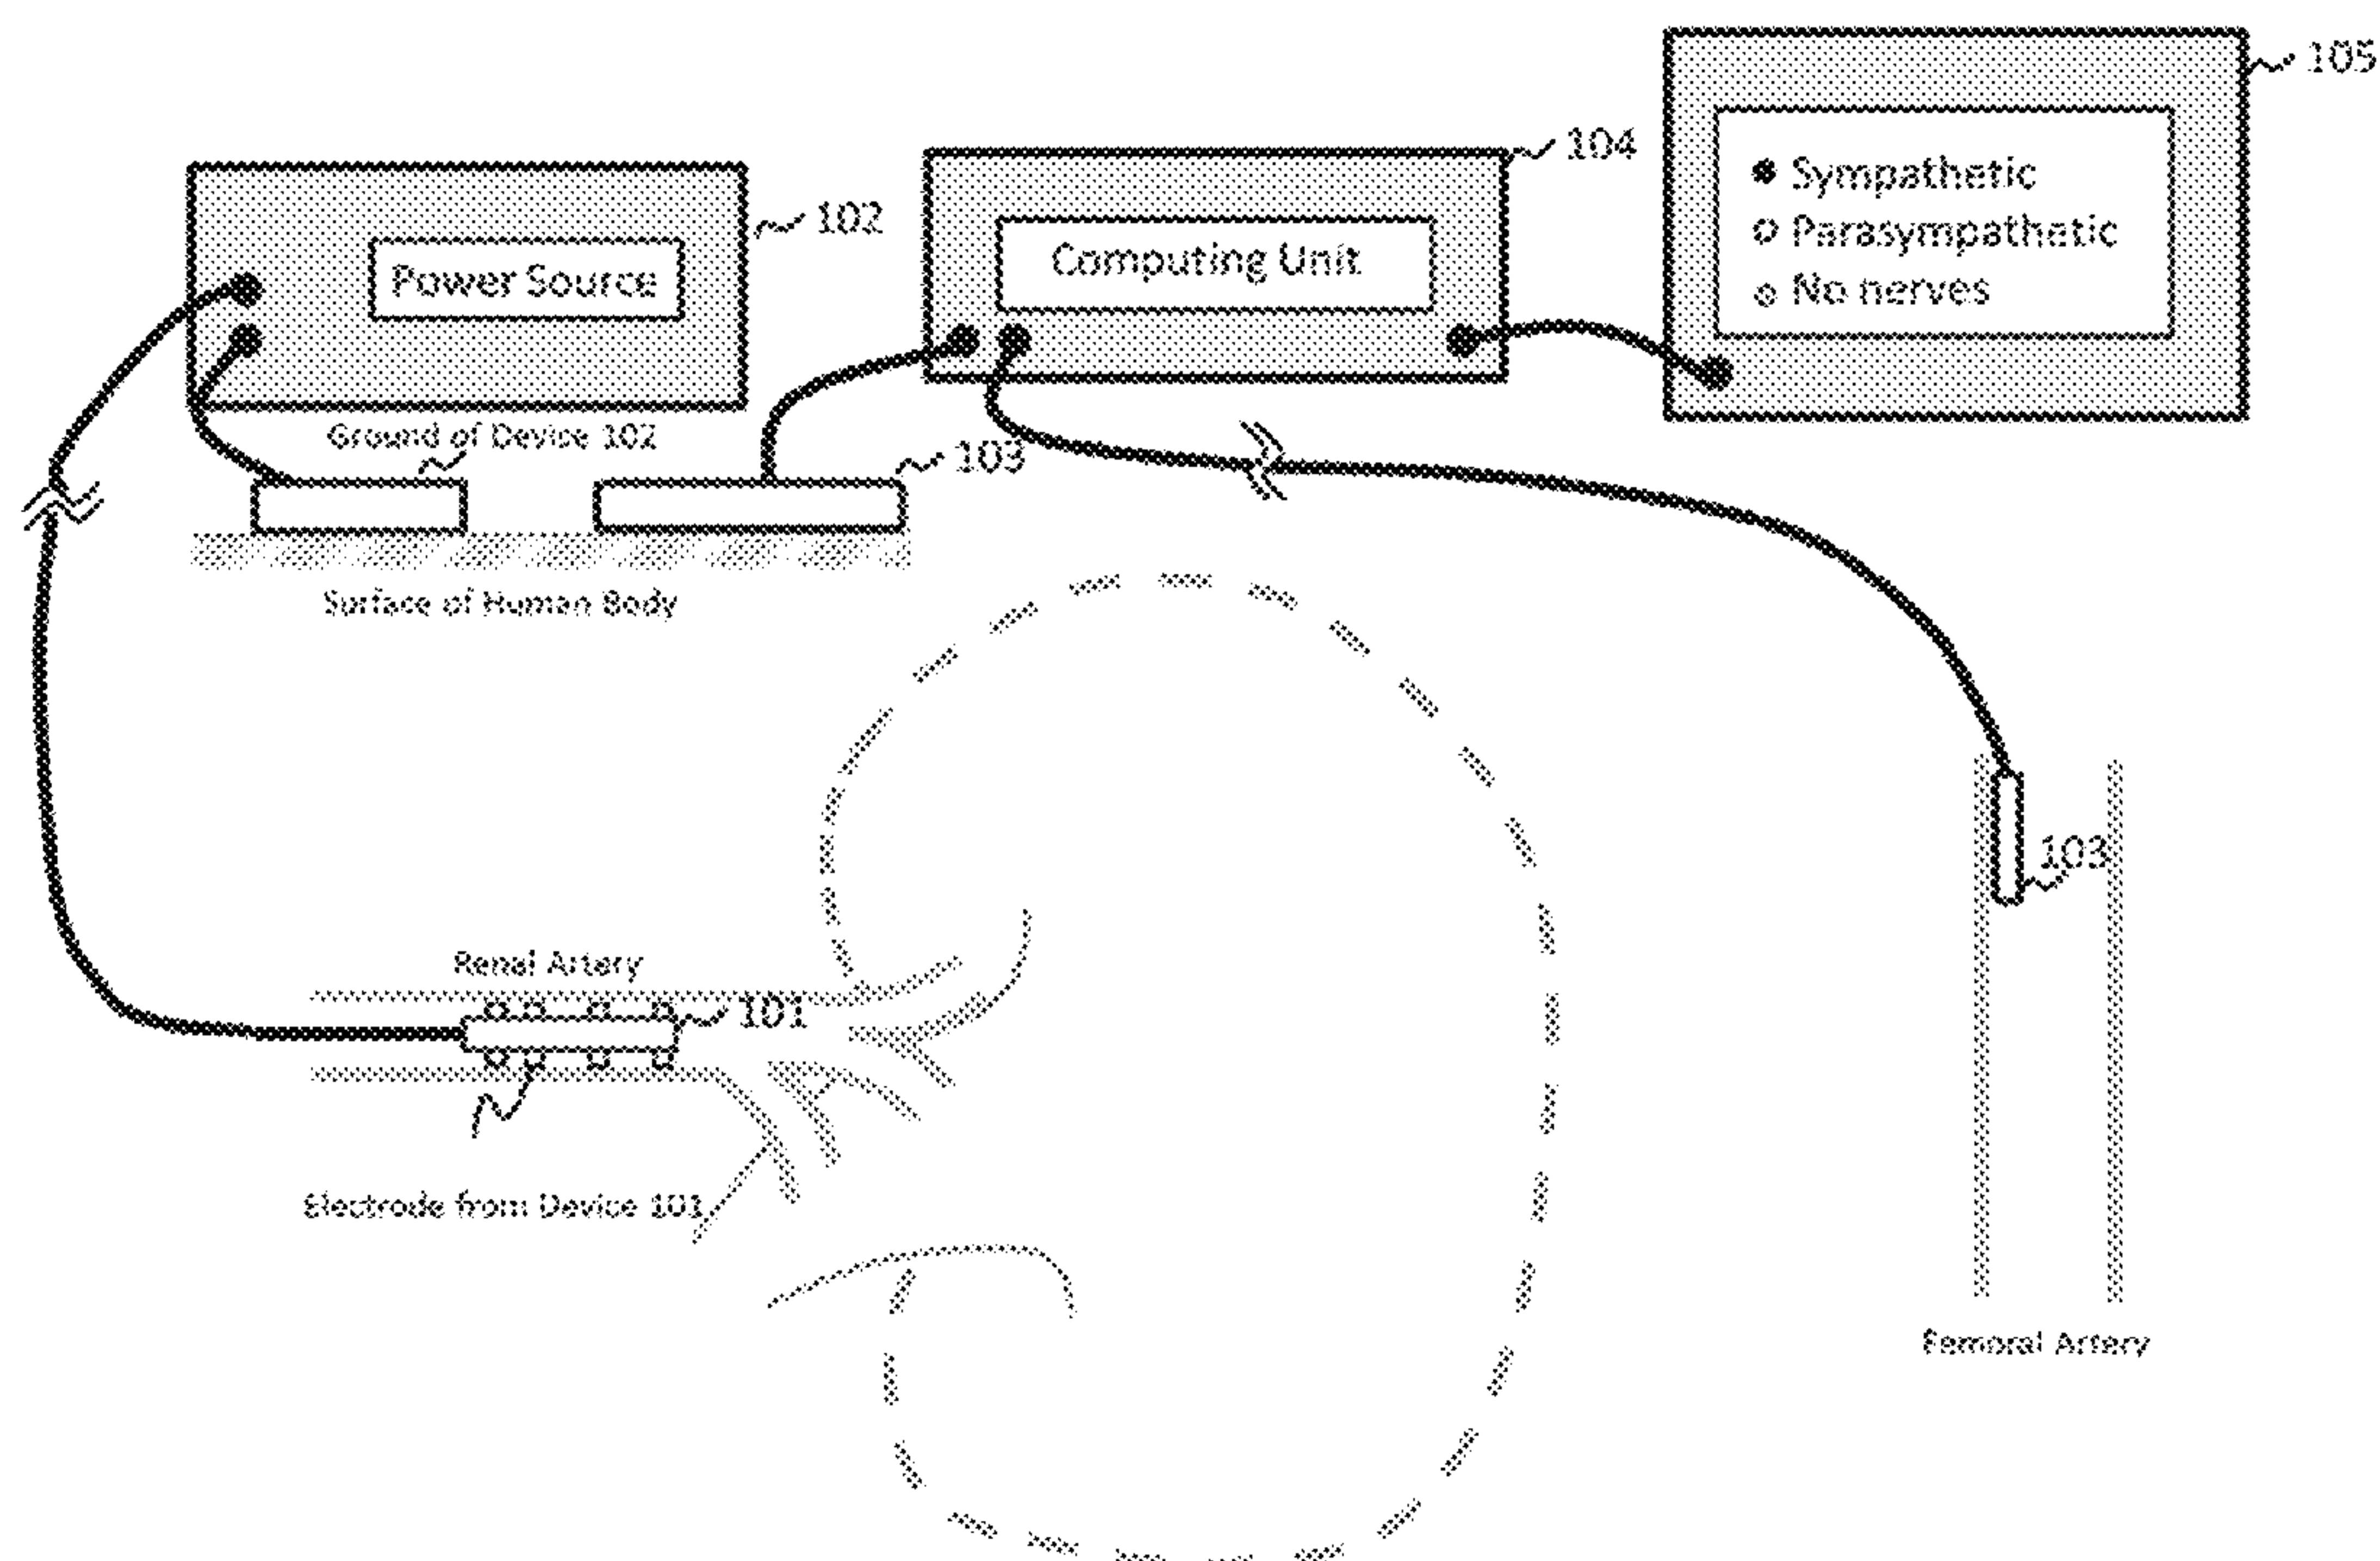 105
104
Sympathetic
102
Parasympathetic
Computing Unit
Power Source
No nerves
Ground of Device 102
103
Surface of Human Body
103
Renal Artery
101
Electrode from Device 101
Femoral Artery